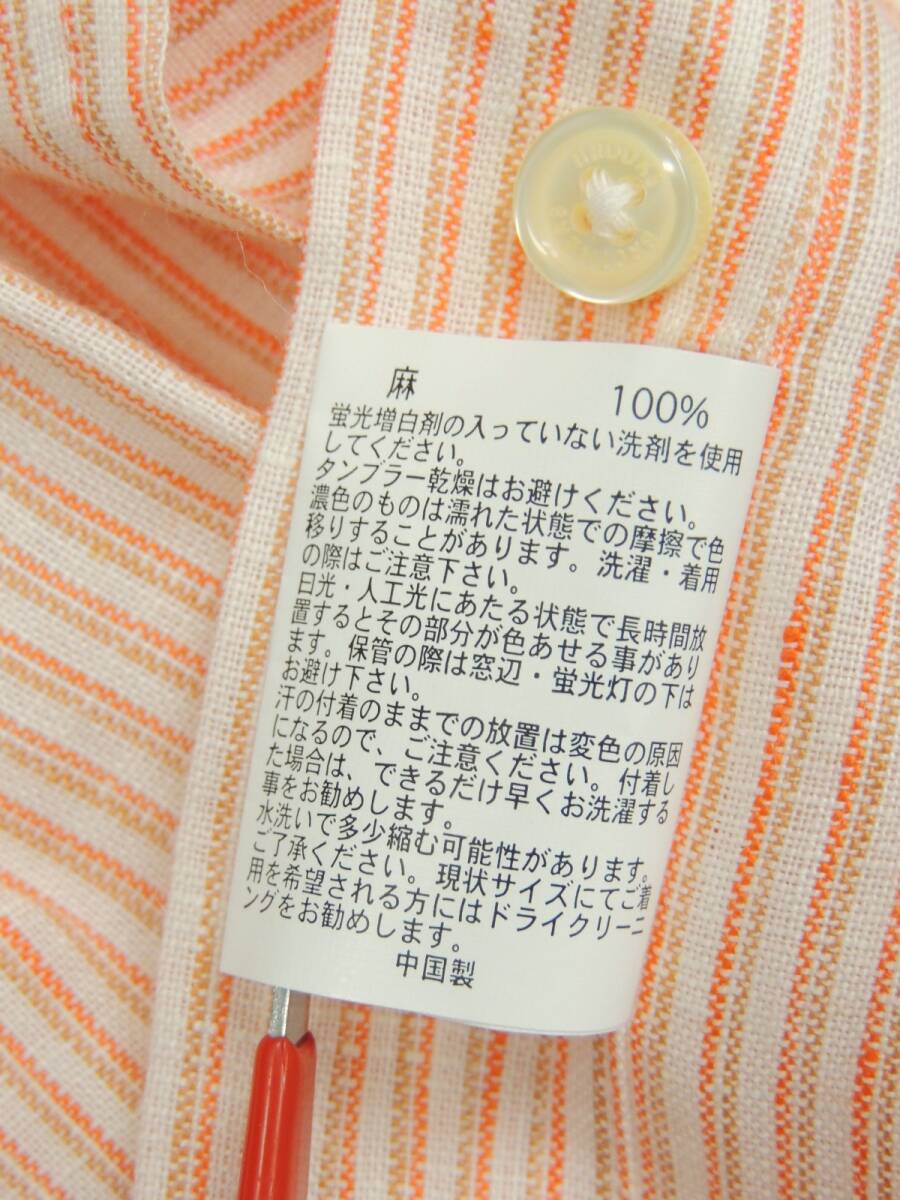 麻 100%
蛍光増白剤の入っていない洗剤を使用
してください。
タンブラー乾燥はお避けください。
濃色のものは濡れた状態での摩擦で色
移りすることがあります。洗濯・着用
の際はご注意下さい。
日光・人工光にあたる状態で長時間放
置するとその部分が色あせる事があり
ます。保管の際は窓辺・蛍光灯の下は
お避け下さい。
汗の付着のままでの放置は変色の原因
になるので、ご注意ください。付着し
た場合は、できるだけ早くお洗濯する
事をお勧めします。
水洗いで多少縮む可能性があります。
ご了承ください。現状サイズにてご着
用を希望される方にはドライクリーニ
ングをお勧めします。
中国製